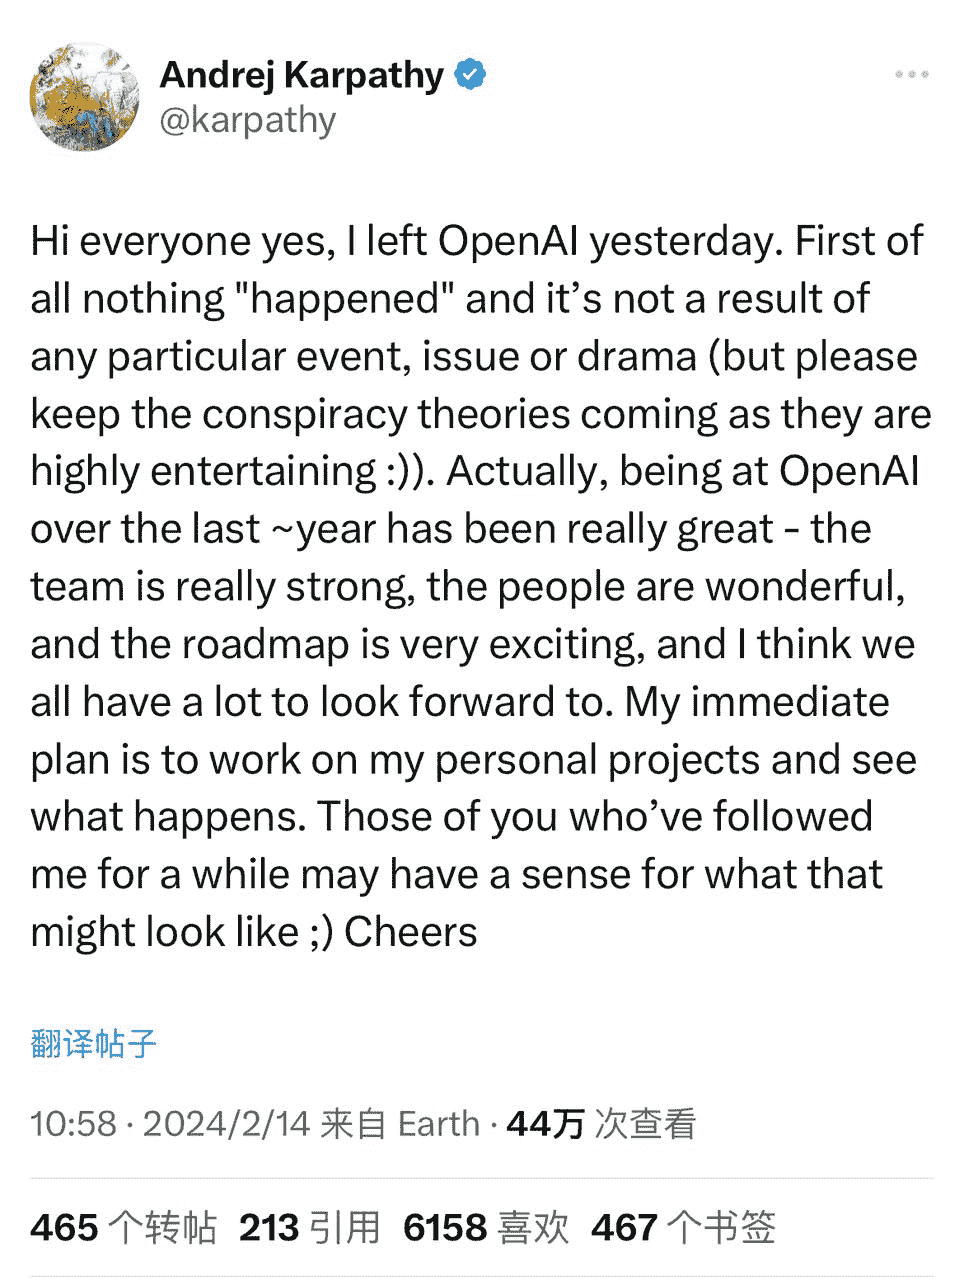 Andrej Karpathy
@karpathy
Hi everyone yes, I left OpenAI yesterday. First of
all nothing "happened" and it’s not a result of
any particular event, issue or drama (but please
keep the conspiracy theories coming as they are
highly entertaining :)). Actually, being at OpenAI
over the last ~year has been really great - the
team is really strong, the people are wonderful,
and the roadmap is very exciting, and I think we
all have a lot to look forward to. My immediate
plan is to work on my personal projects and see
what happens. Those of you who’ve followed
me for a while may have a sense for what that
might look like ;) Cheers
翻译帖子
10:58 · 2024/2/14 来自 Earth · 44万 次查看
465 个转帖 213 引用 6158 喜欢 467 个书签